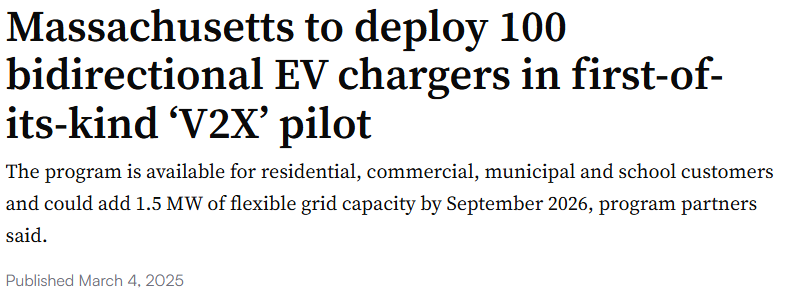 Massachusetts to deploy 100
bidirectional EV chargers in first-of-
its-kind ‘V2X’ pilot
The program is available for residential, commercial, municipal and school customers
and could add 1.5 MW of flexible grid capacity by September 2026, program partners
said.
Published March 4, 2025